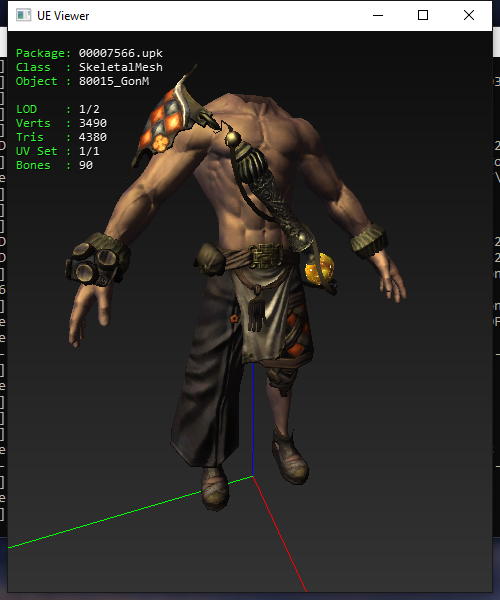 UE Viewer
Package: 00007566.upk
Class : SkeletalMesh
Object : 80015_GonM
LOD : 1/2
Verts : 3490
Tris : 4380
UV Set : 1/1
Bones : 90